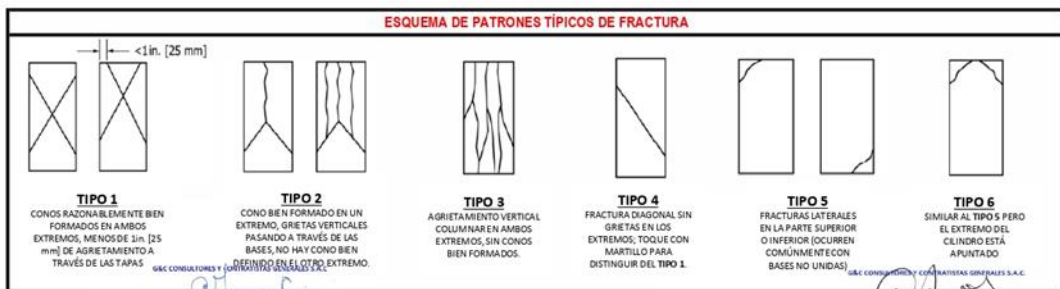 ESQUEMA DE PATRONES TÍPICOS DE FRACTURA
<1in. [25 mm]
TIPO 1
CONOS RAZONABLEMENTE BIEN
FORMADOS EN AMBOS
EXTREMOS, MENOS DE 1in. [25
mm] DE AGRIETAMIENTO A
TRAVÉS DE LAS TAPAS
TIPO 2
CONO BIEN FORMADO EN UN
EXTREMO, GRIETAS VERTICALES
PASANDO A TRAVÉS DE LAS
BASES, NO HAY CONO BIEN
DEFINIDO EN EL OTRO EXTREMO.
TIPO 3
AGRIETAMIENTO VERTICAL
COLUMNAR EN AMBOS
EXTREMOS, SIN CONOS
BIEN FORMADOS.
TIPO 4
FRACTURA DIAGONAL SIN
GRIETAS EN LOS
EXTREMOS; TOQUE CON
MARTILLO PARA
DISTINGUIR DEL TIPO 1.
TIPO 5
FRACTURAS LATERALES
EN LA PARTE SUPERIOR
O INFERIOR (OCURREN
COMÚNMENTE CON
BASES NO UNIDAS)
TIPO 6
SIMILAR AL TIPO 5 PERO
EL EXTREMO DEL
CILINDRO ESTÁ
APUNTADO
G&C CONSULTORES Y CONTRATISTAS GENERALES S.A.C.
G&C CONSULTORES Y CONTRATISTAS GENERALES S.A.C.